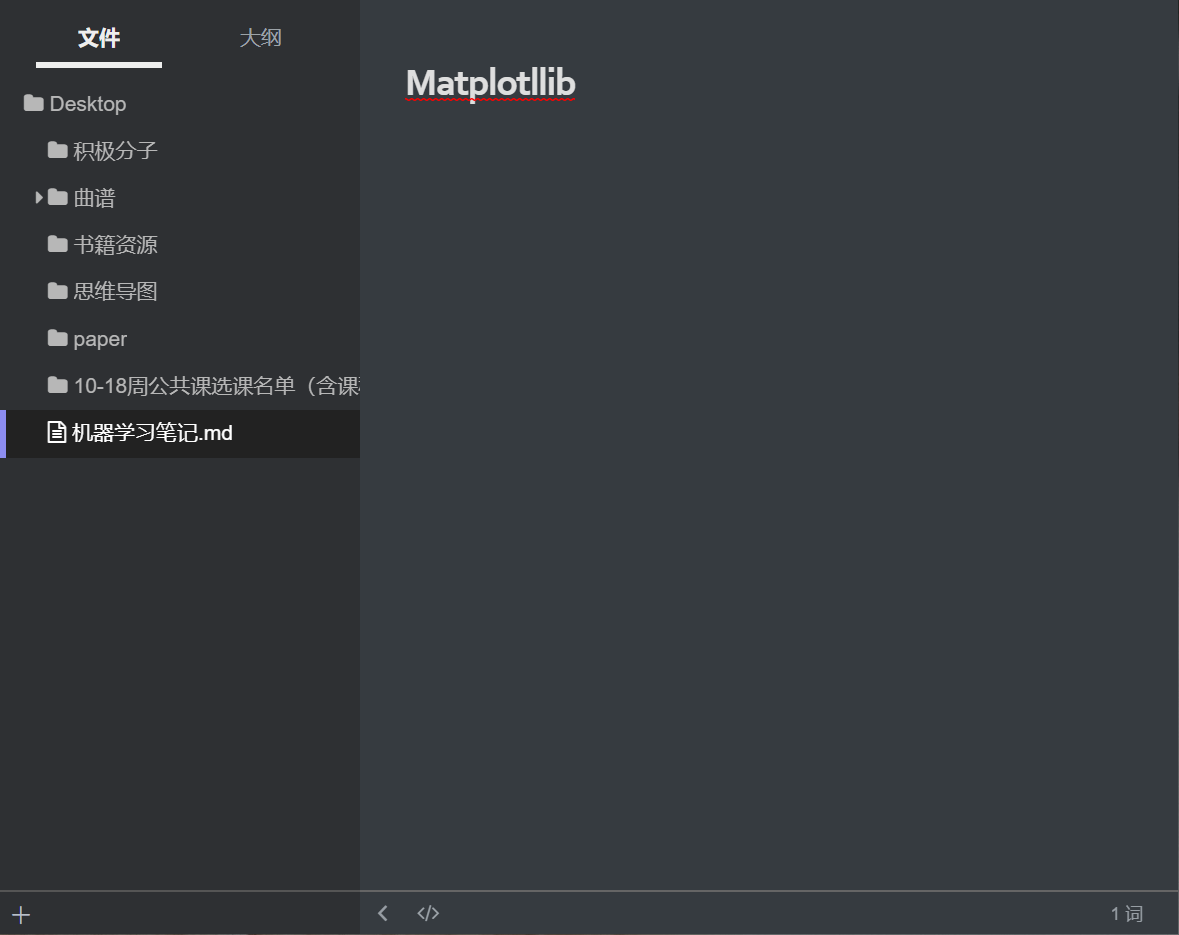 文件
大纲
Desktop
积极分子
曲谱
书籍资源
思维导图
paper
10-18周公共课选课名单（含课
机器学习笔记.md
Matplotllib
</>
1 词